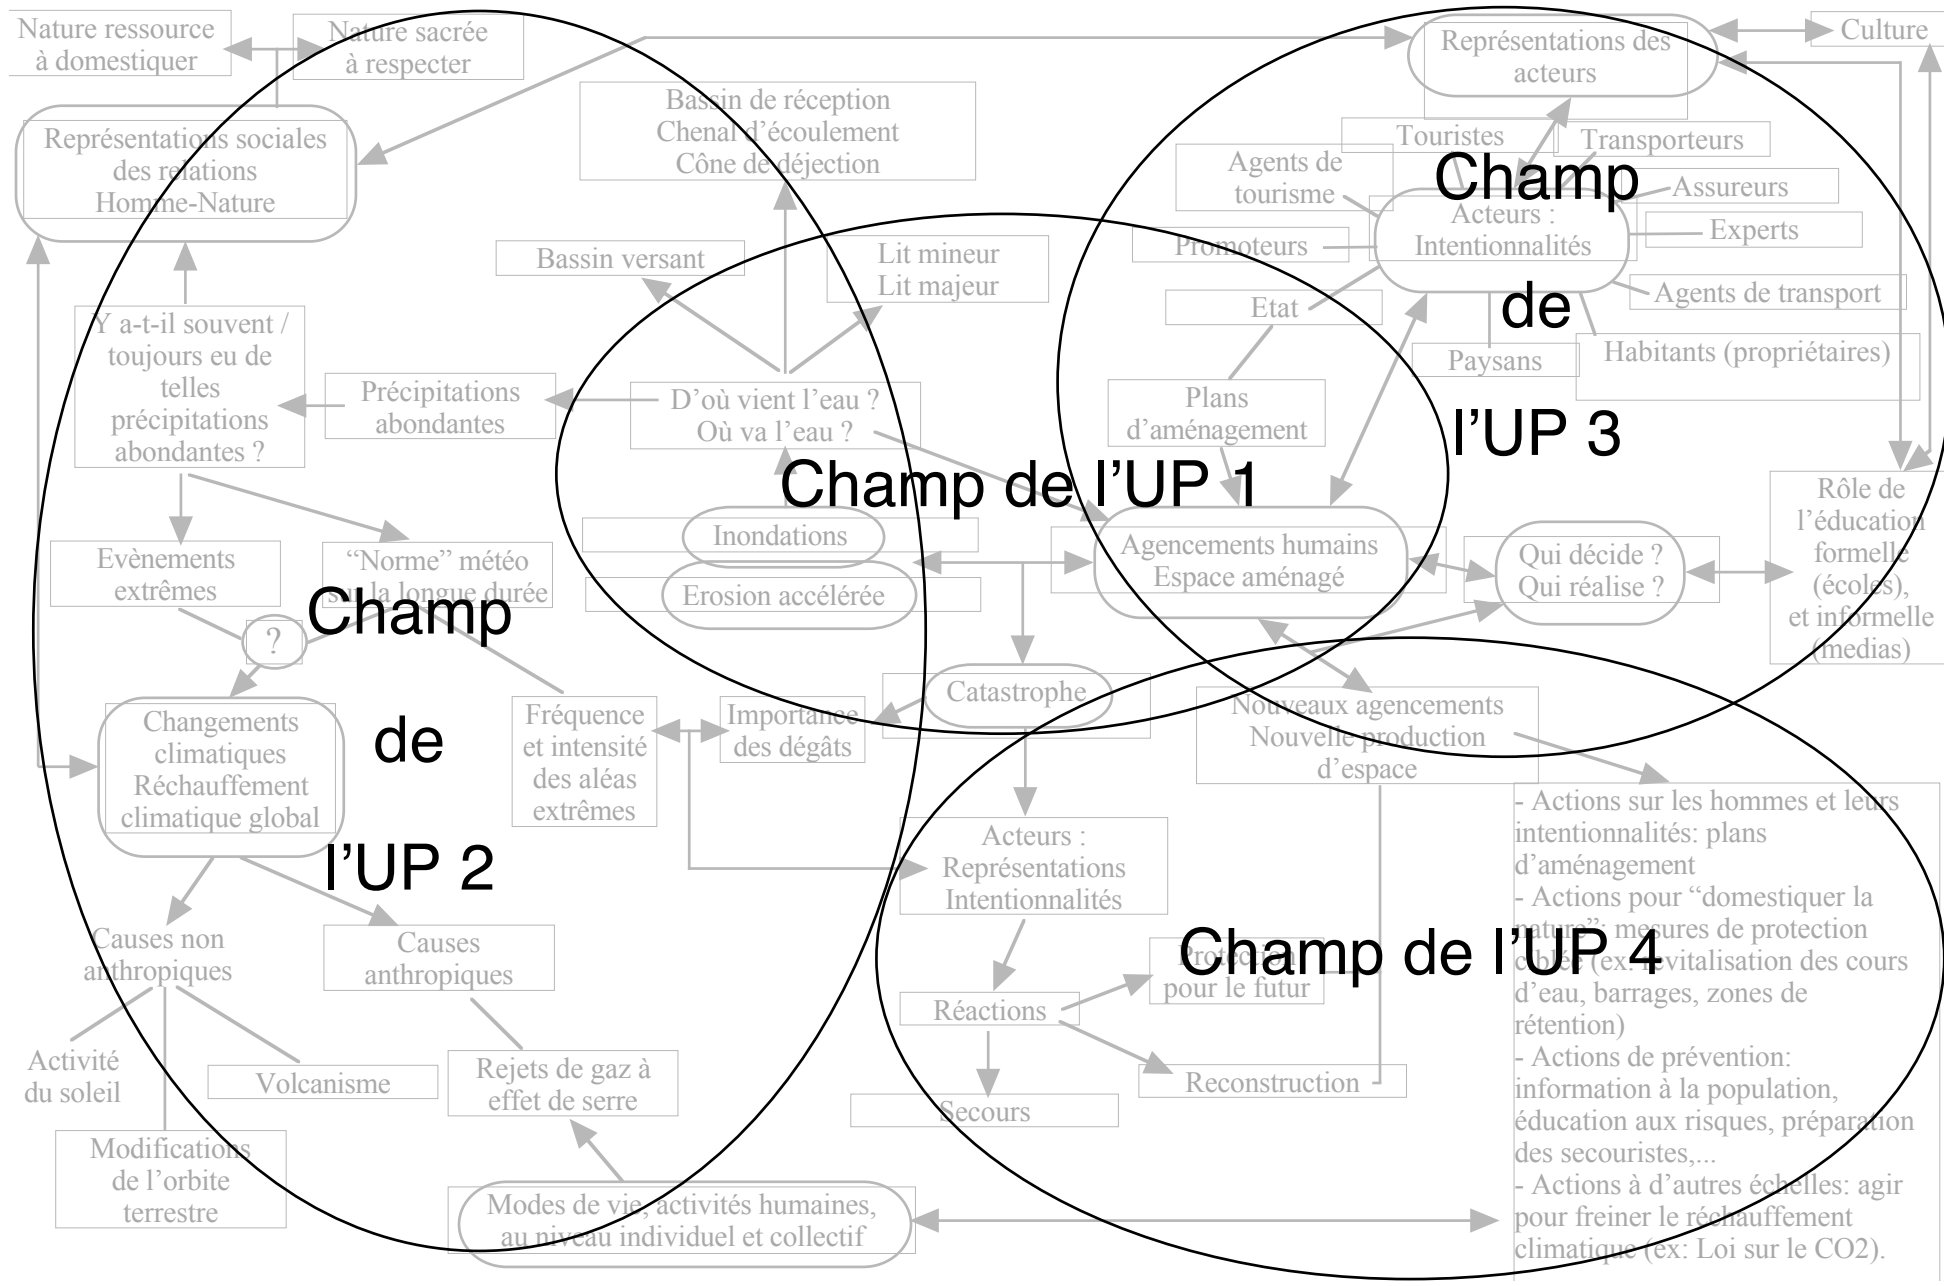 Nature ressource
à domestiquer
Nature sacrée
à respecter
Représentations des
acteurs
Culture
Bassin de réception
Chenal d’écoulement
Cône de déjection
Représentations sociales
des relations
Homme-Nature
Touristes
Transporteurs
Agents de
tourisme
Assureurs
Acteurs :
Intentionnalités
Promoteurs
Experts
Etat
Agents de transport
Paysans
Habitants (propriétaires)
Champ
de
l’UP 3
Bassin versant
Lit mineur
Lit majeur
Y a-t-il souvent /
toujours eu de
telles
précipitations
abondantes ?
Précipitations
abondantes
D’où vient l’eau ?
Où va l’eau ?
Plans
d’aménagement
Champ de l’UP 1
Inondations
Erosion accélérée
Agencements humains
Espace aménagé
Qui décide ?
Qui réalise ?
Rôle de
l’éducation
formelle
(écoles),
et informelle
(medias)
Evènements
extrêmes
“Norme” météo
sur la longue durée
?
Champ
de
l’UP 2
Changements
climatiques
Réchauffement
climatique global
Fréquence
et intensité
des aléas
extrêmes
Importance
des dégâts
Catastrophe
Nouveaux agencements
Nouvelle production
d’espace
Acteurs :
Représentations
Intentionnalités
Causes non
anthropiques
Causes
anthropiques
Réactions
Protection
pour le futur
Champ de l’UP 4
Reconstruction
Secours
Activité
du soleil
Volcanisme
Modifications
de l’orbite
terrestre
Rejets de gaz à
effet de serre
Modes de vie, activités humaines,
au niveau individuel et collectif
- Actions sur les hommes et leurs
intentionnalités: plans
d’aménagement
- Actions pour “domestiquer la
nature”: mesures de protection
ciblée (ex: revitalisation des cours
d’eau, barrages, zones de
rétention)
- Actions de prévention:
information à la population,
éducation aux risques, préparation
des secouristes,...
- Actions à d’autres échelles: agir
pour freiner le réchauffement
climatique (ex: Loi sur le CO2).